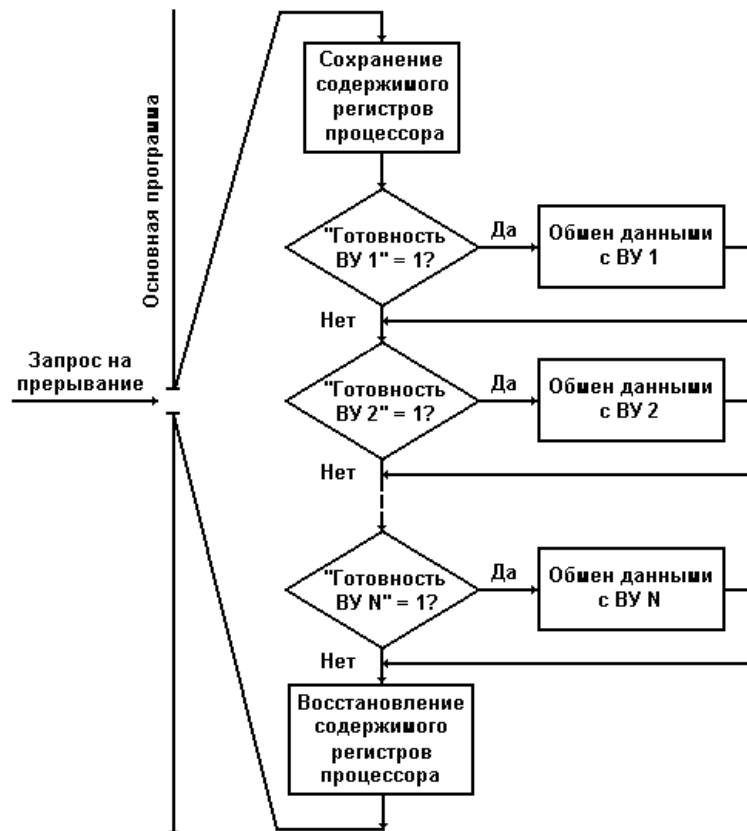 Основная программа
Запрос на
прерывание
Сохранение
содержимого
регистров
процессора
"Готовность
ВУ 1" = 1?
Да
Обмен данными
с ВУ 1
Нет
"Готовность
ВУ 2" = 1?
Да
Обмен данными
с ВУ 2
Нет
"Готовность
ВУ N" = 1?
Да
Обмен данными
с ВУ N
Нет
Восстановление
содержимого
регистров
процессора